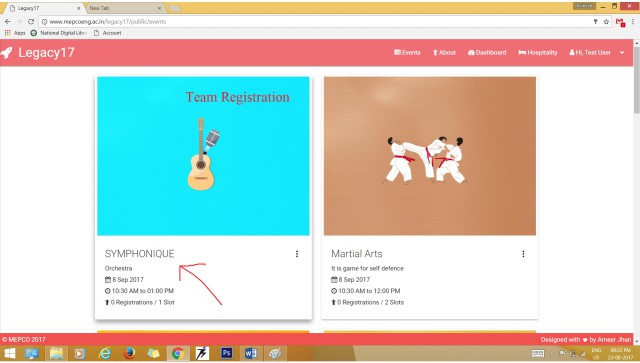 Legacy17
New Tab
www.mepcoeng.ac.in/legacy17/public/events
Apps
National Digital Libr
Account
Legacy17
Events
About
Dashboard
Hospitality
Hi, Test User
Team Registration
SYMPHONIQUE
Orchestra
8 Sep 2017
10:30 AM to 01:00 PM
0 Registrations / 1 Slot
Martial Arts
It is game for self defence
8 Sep 2017
10:30 AM to 12:00 PM
0 Registrations / 2 Slots
© MEPCO 2017
Designed with ♥ by Ameer Jhan
ENG
US
23-08-2017